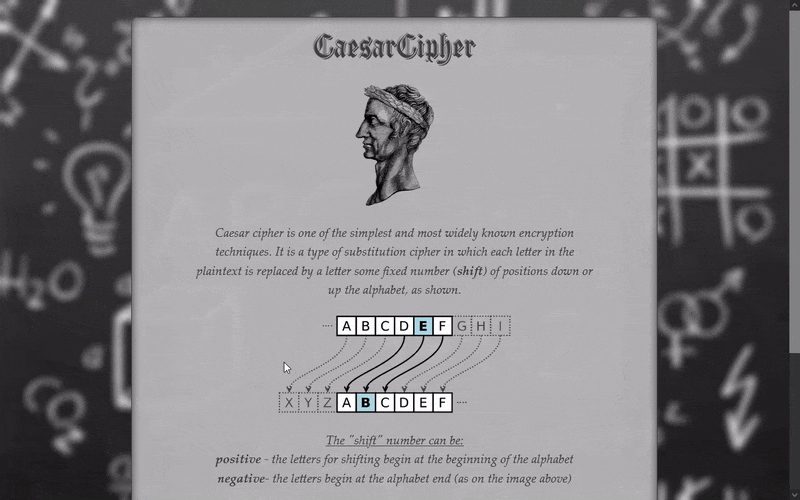 CaesarCipher
Caesar cipher is one of the simplest and most widely known encryption
techniques. It is a type of substitution cipher in which each letter in the
plaintext is replaced by a letter some fixed number (shift) of positions down or
up the alphabet, as shown.
A B C D E F G H I
X Y Z A B C D E F
The "shift" number can be:
positive - the letters for shifting begin at the beginning of the alphabet
negative- the letters begin at the alphabet end (as on the image above)
H₂O
CO₂
X